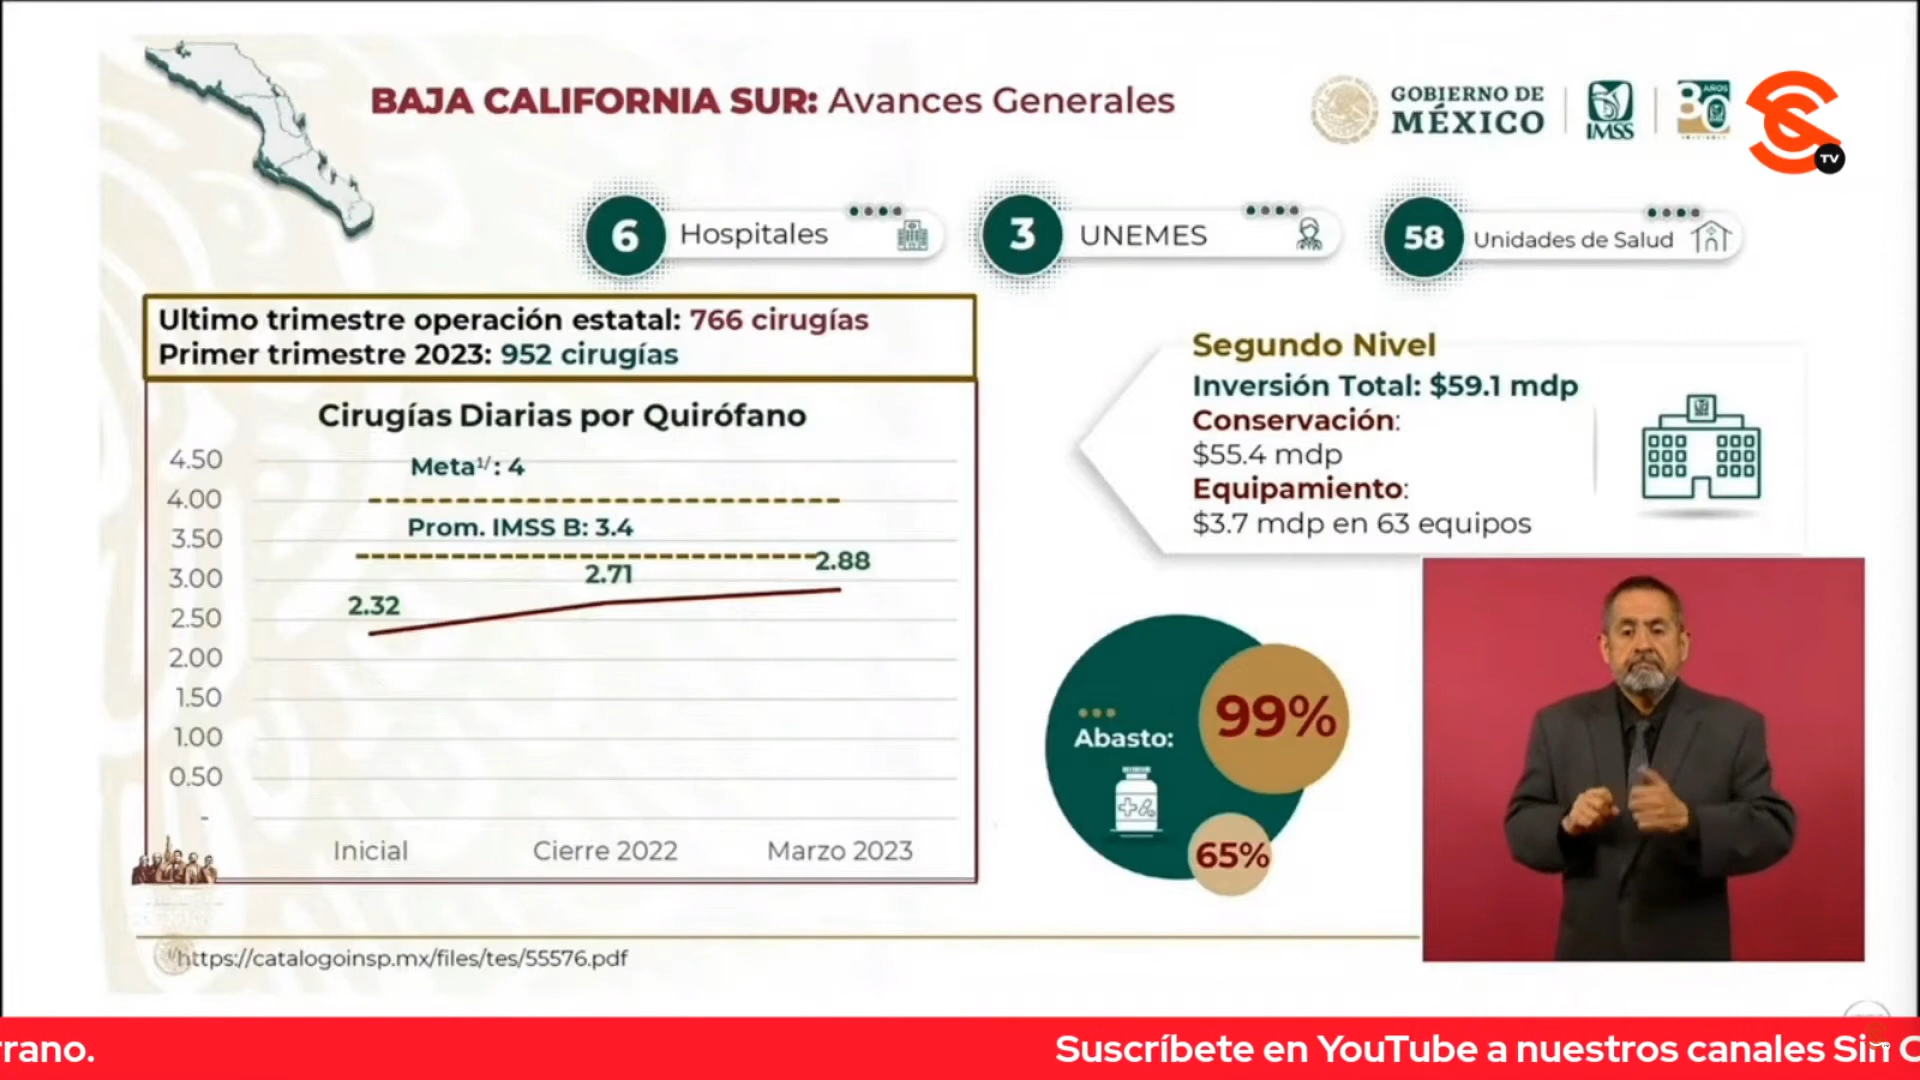 BAJA CALIFORNIA SUR: Avances Generales
GOBIERNO DE
MÉXICO
IMSS
80
AÑOS
TV
6 Hospitales
3 UNEMES
58 Unidades de Salud
Ultimo trimestre operación estatal: 766 cirugías
Primer trimestre 2023: 952 cirugías
Cirugías Diarias por Quirófano
4.50
Meta1/: 4
4.00
Prom. IMSS B: 3.4
3.50
3.00
2.50
2.00
1.50
1.00
0.50
-
2.32
2.71
2.88
Inicial
Cierre 2022
Marzo 2023
Segundo Nivel
Inversión Total: $59.1 mdp
Conservación:
$55.4 mdp
Equipamiento:
$3.7 mdp en 63 equipos
Abasto:
99%
65%
1/https://catalogoinsp.mx/files/tes/55576.pdf
rrano.
Suscríbete en YouTube a nuestros canales Sin C